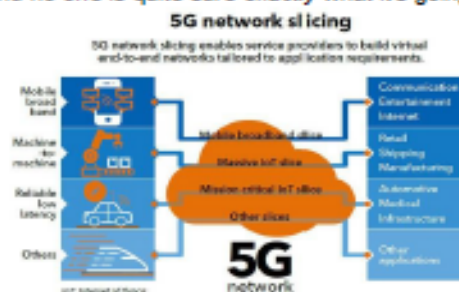 5G network slicing
5G network slicing enables service providers to build virtual
end-to-end networks tailored to application requirements.
Mobile
broad
band
Machine
-to-
machine
Reliable
low
latency
Others
Mobile broadband slice
Massive IoT slice
Mission critical IoT slice
Other slices
5G
network
Communication
Entertainment
Internet
Retail
Shipping
Manufacturing
Automotive
Medical
Infrastructure
Other
applications